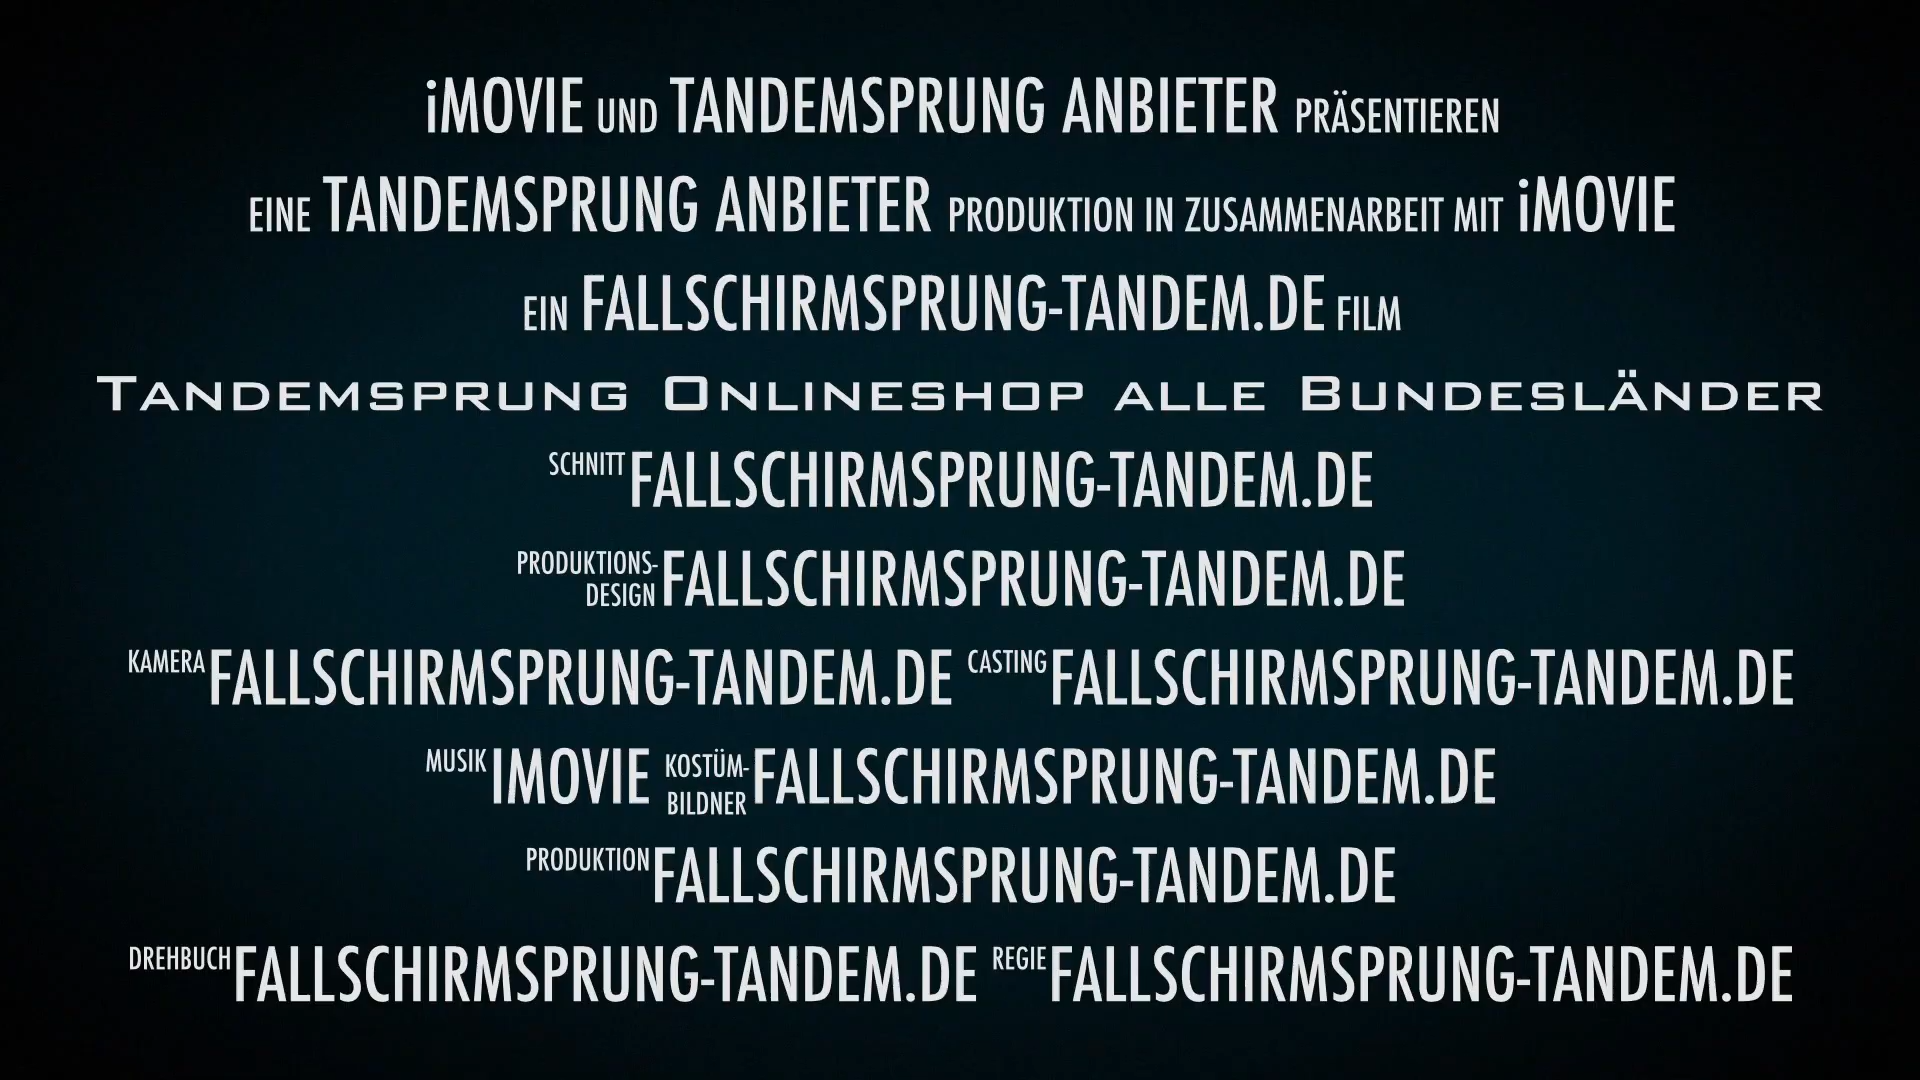 iMOVIE UND TANDEMSPRUNG ANBIETER PRÄSENTIEREN
EINE TANDEMSPRUNG ANBIETER PRODUKTION IN ZUSAMMENARBEIT MIT iMOVIE
EIN FALLSCHIRMSPRUNG-TANDEM.DE FILM
TANDEMSPRUNG ONLINESHOP ALLE BUNDESLÄNDER
SCHNITT FALLSCHIRMSPRUNG-TANDEM.DE
PRODUKTIONS-DESIGN FALLSCHIRMSPRUNG-TANDEM.DE
KAMERA FALLSCHIRMSPRUNG-TANDEM.DE CASTING FALLSCHIRMSPRUNG-TANDEM.DE
MUSIK IMOVIE KOSTÜM-BILDNER FALLSCHIRMSPRUNG-TANDEM.DE
PRODUKTION FALLSCHIRMSPRUNG-TANDEM.DE
DREHBUCH FALLSCHIRMSPRUNG-TANDEM.DE REGIE FALLSCHIRMSPRUNG-TANDEM.DE